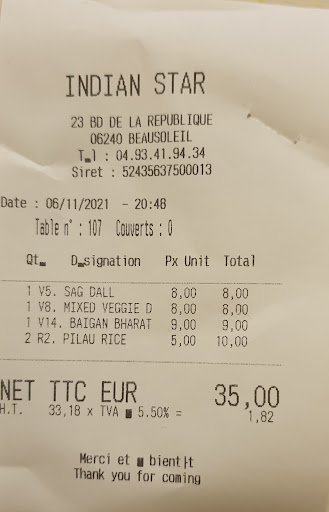 INDIAN STAR
23 BD DE LA REPUBLIQUE
06240 BEAUSOLEIL
T■l : 04.93.41.94.34
Siret : 52435637500013
Date : 06/11/2021 - 20:48
Table n° : 107 Couverts : 0
Qt■ D■signation Px Unit Total
1 V5. SAG DALL 8,00 8,00
1 V8. MIXED VEGGIE D 8,00 8,00
1 V14. BAIGAN BHARAT 9,00 9,00
2 R2. PILAU RICE 5,00 10,00
NET TTC EUR 35,00
H.T. 33,18 x TVA ■ 5.50% = 1,82
Merci et ■ bient|t
Thank you for coming